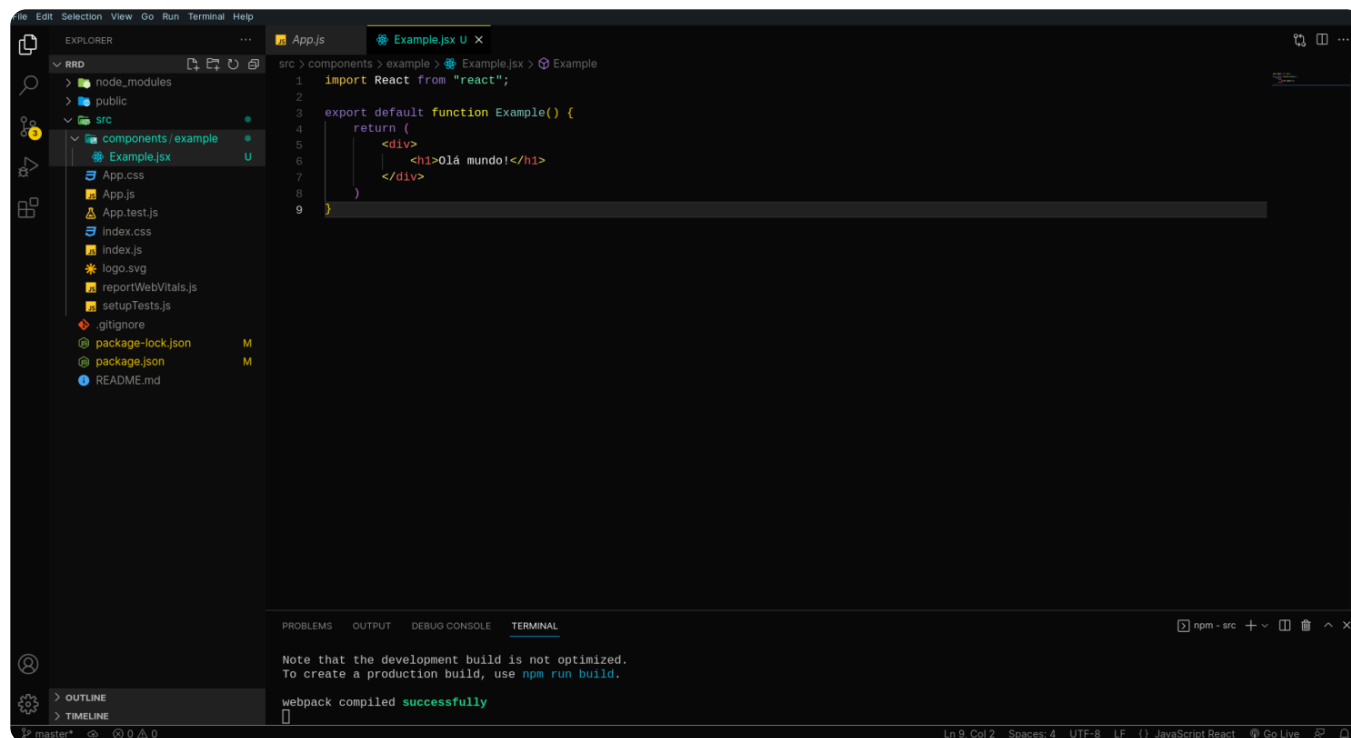 File Edit Selection View Go Run Terminal Help
EXPLORER
App.js
Example.jsx U
RRD
node_modules
public
src
components/example
Example.jsx U
App.css
App.js
App.test.js
index.css
index.js
logo.svg
reportWebVitals.js
setupTests.js
.gitignore
package-lock.json M
package.json M
README.md
OUTLINE
TIMELINE
3
src > components > example > Example.jsx > Example
1 import React from "react";
2
3 export default function Example() {
4 return (
5 <div>
6 <h1>Olá mundo!</h1>
7 </div>
8 )
9 }
PROBLEMS OUTPUT DEBUG CONSOLE TERMINAL
npm - src
Note that the development build is not optimized.
To create a production build, use npm run build.
webpack compiled successfully
master* 0 0 Ln 9, Col 2 Spaces: 4 UTF-8 LF {} JavaScript React Go Live